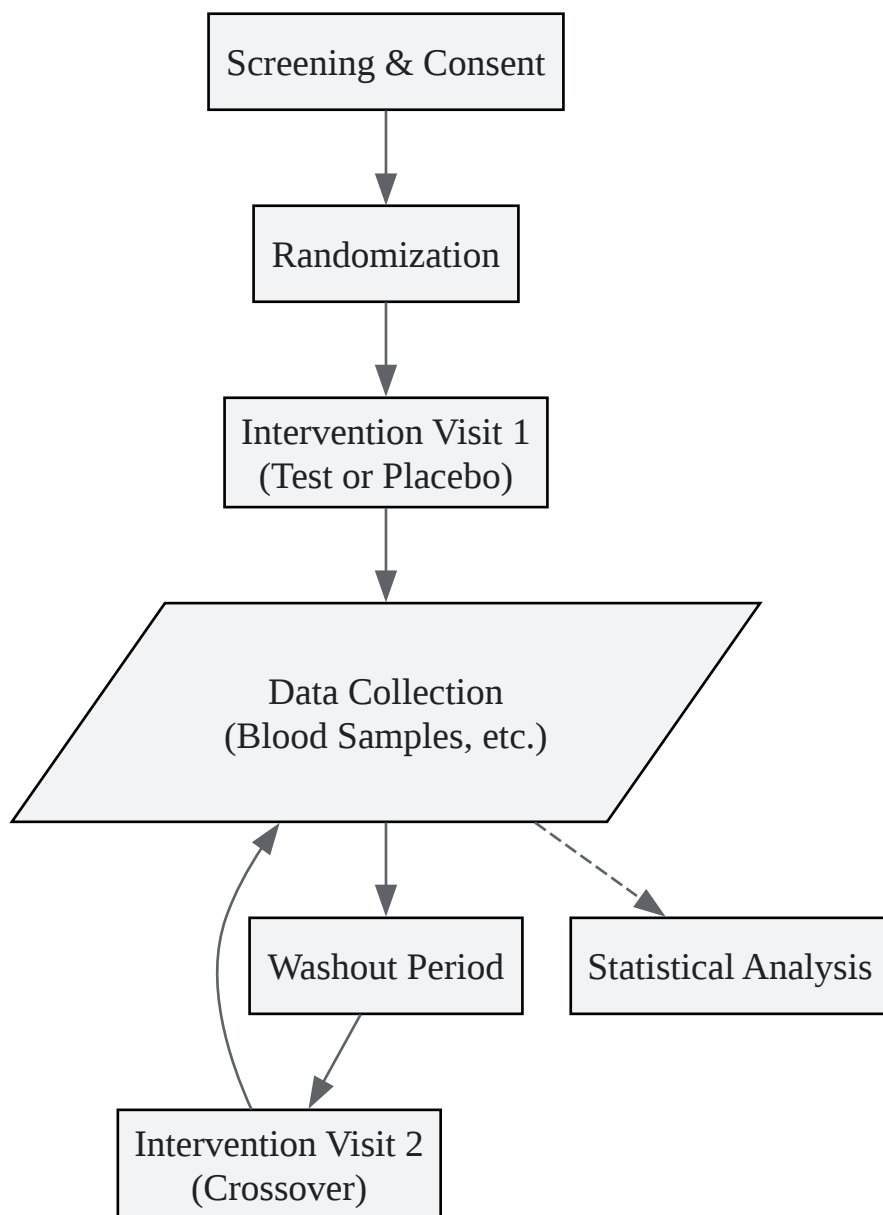 Screening & Consent
Randomization
Intervention Visit 1
(Test or Placebo)
Data Collection
(Blood Samples, etc.)
Washout Period
Statistical Analysis
Intervention Visit 2
(Crossover)